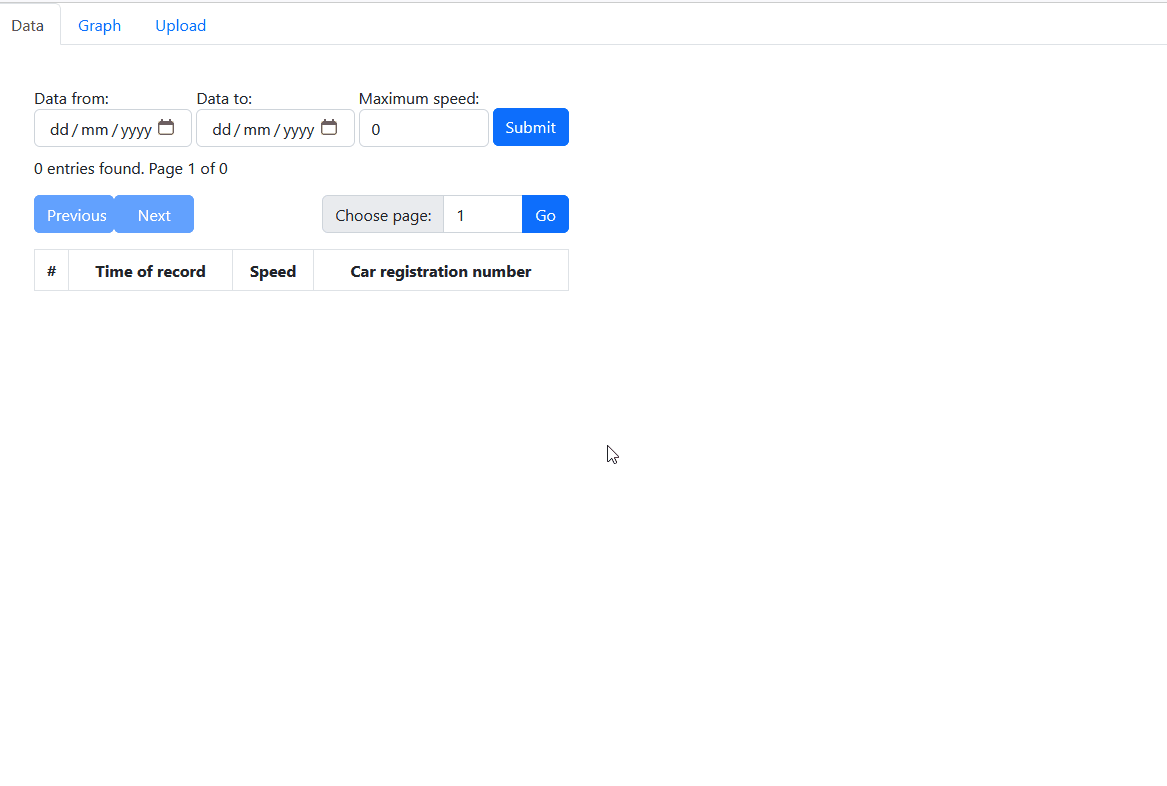 Data Graph Upload
Data from: Data to: Maximum speed:
dd/mm/yyyy dd/mm/yyyy 0 Submit
0 entries found. Page 1 of 0
Previous Next Choose page: 1 Go
# Time of record Speed Car registration number